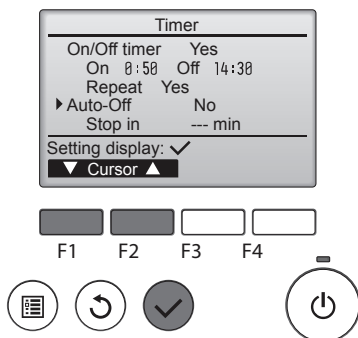 Timer
On/Off timer Yes
On 0:50 Off 14:30
Repeat Yes
Auto-Off No
Stop in --- min
Setting display: ✓
▼ Cursor ▲
F1 F2 F3 F4